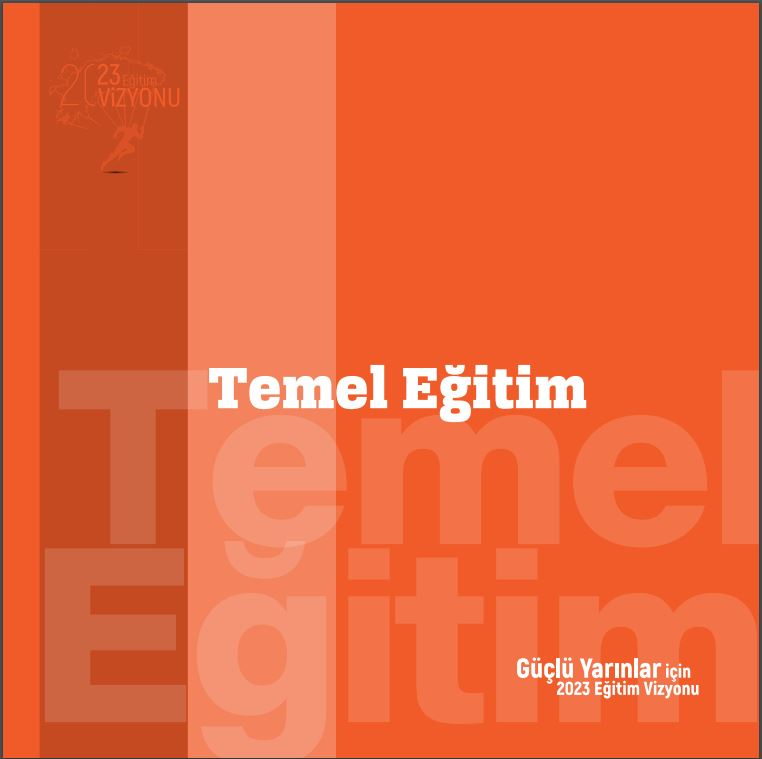 2023 Eğitim
VİZYONU
Temel Eğitim
Temel
Eğitim
Güçlü Yarınlar için
2023 Eğitim Vizyonu